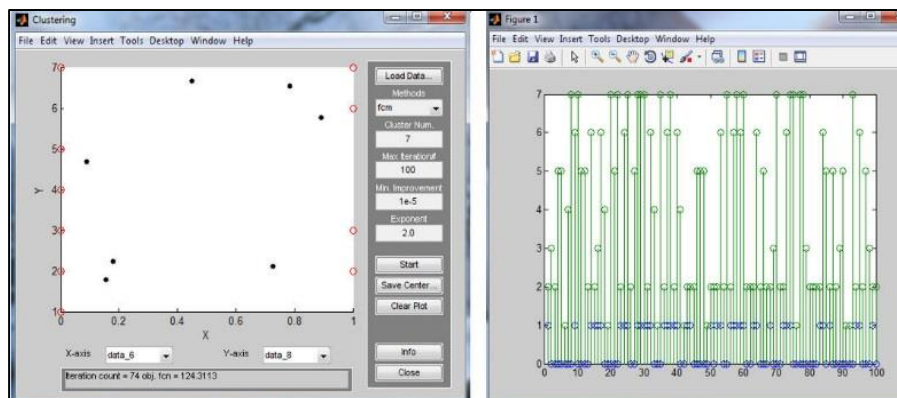 Clustering
File Edit View Insert Tools Desktop Window Help
7
6
5
4
3
2
1
Y
0 0.2 0.4 0.6 0.8 1
X
X-axis data_6 Y-axis data_8
Iteration count = 74 obj. fcn = 124.3113
Load Data...
Methods
fcm
Cluster Num.
7
Max Iteration#
100
Min. Improvement
1e-5
Exponent
2.0
Start
Save Center...
Clear Plot
Info
Close
Figure 1
File Edit View Insert Tools Desktop Window Help
7
6
5
4
3
2
1
0
0 10 20 30 40 50 60 70 80 90 100